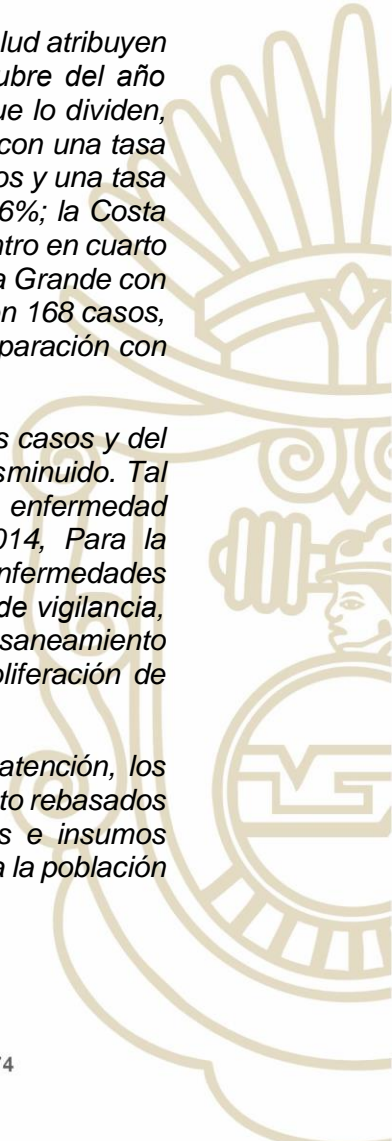 lud atribuyen
ubre del año
ue lo dividen,
con una tasa
os y una tasa
6%; la Costa
ntro en cuarto
a Grande con
n 168 casos,
paración con
s casos y del
sminuido. Tal
enfermedad
014, Para la
nfermedades
de vigilancia,
saneamiento
oliferación de
atención, los
to rebasados
s e insumos
a la población
74